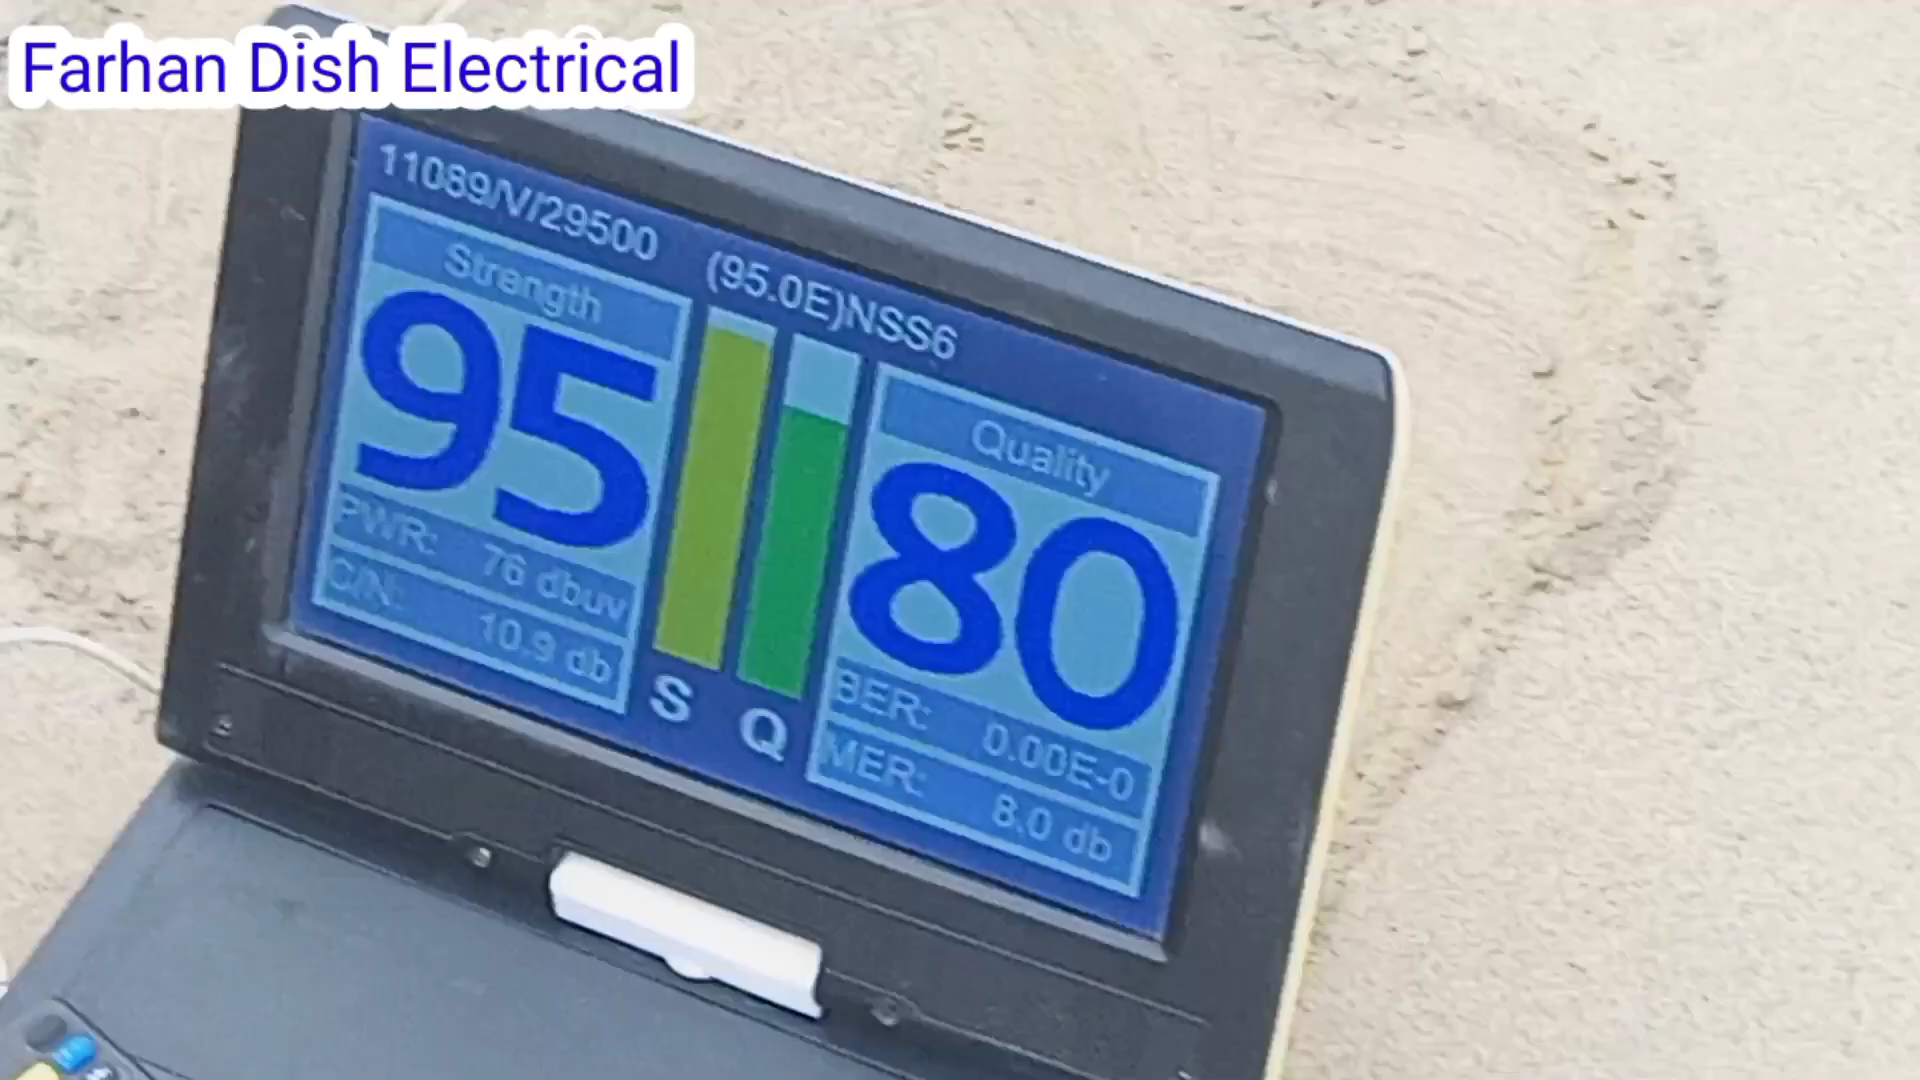 Farhan Dish Electrical
11089/V/29500 (95.0E)NSS6
Strength
95
PWR: 76 dbuv
C/N: 10.9 db
S Q
Quality
80
BER: 0.00E-0
MER: 8.0 db